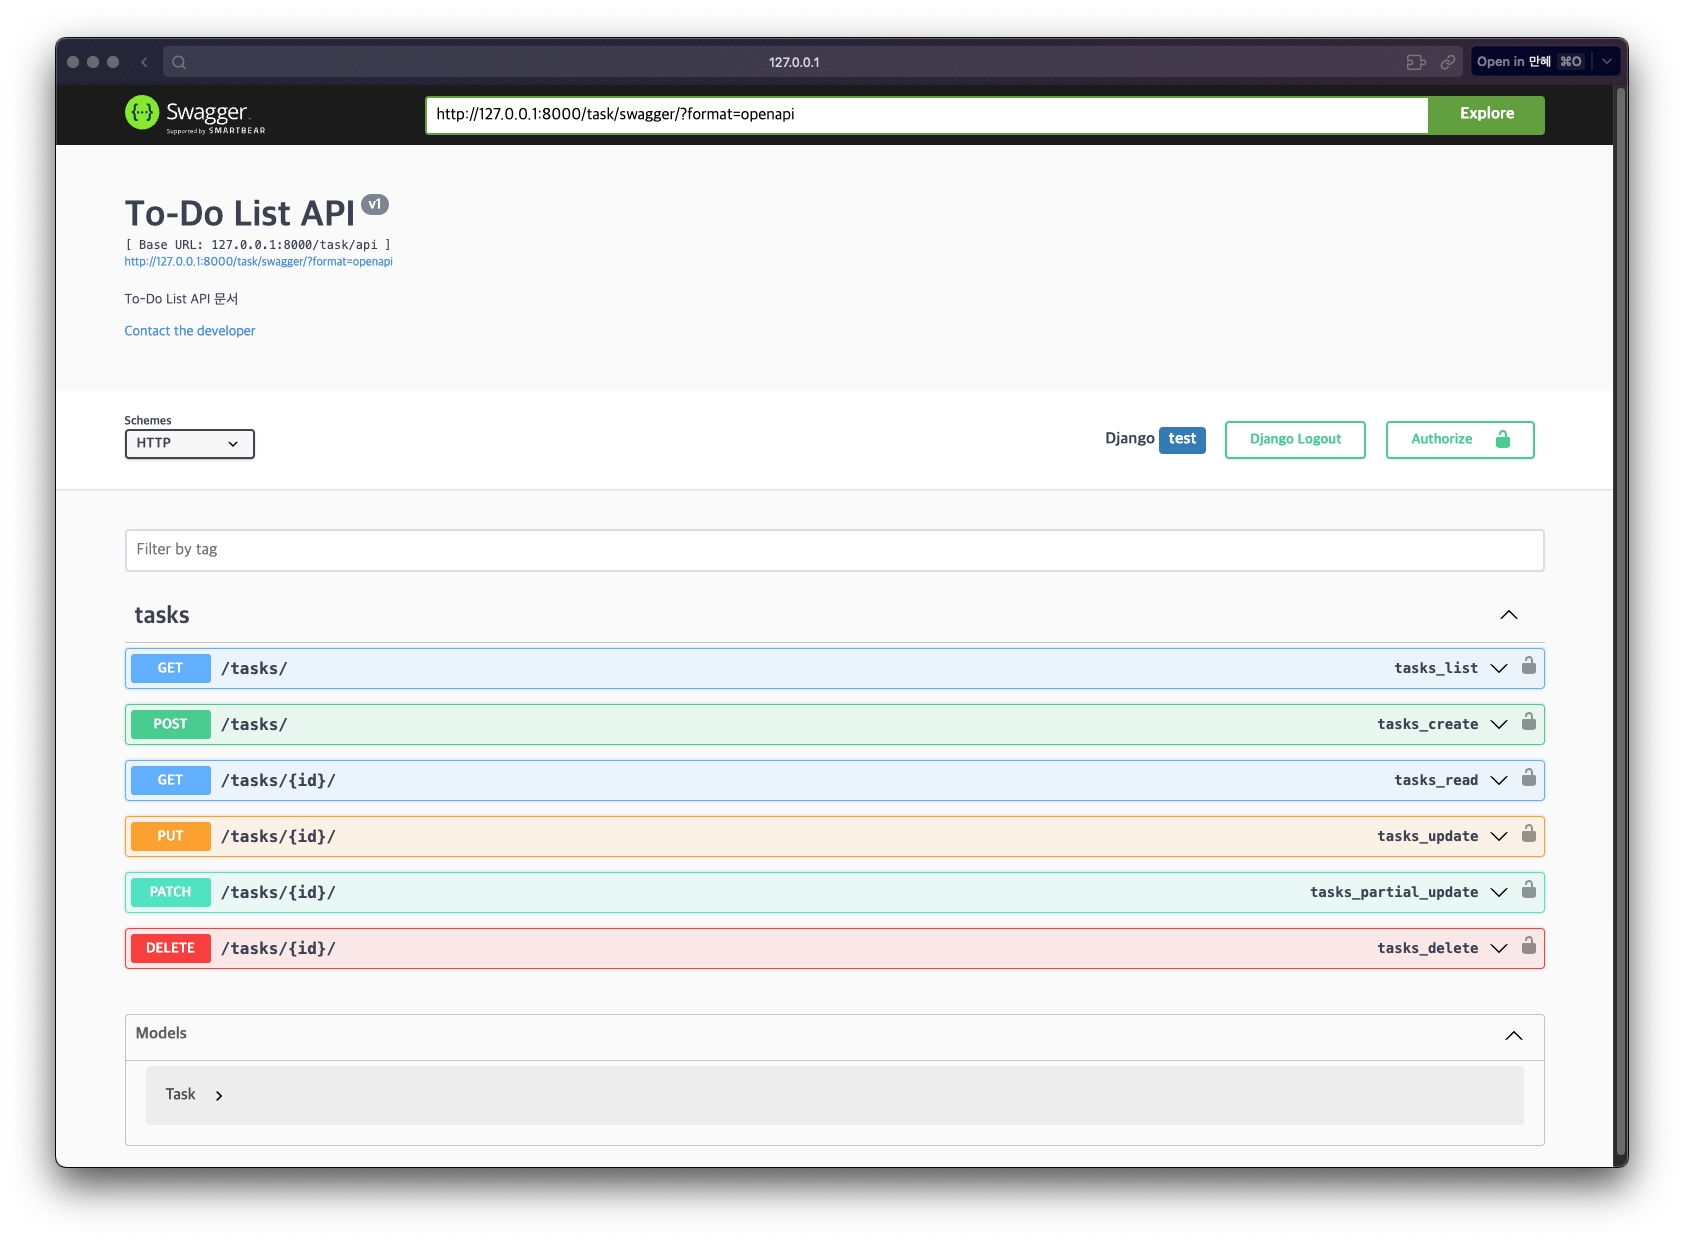 127.0.0.1
Open in 만혜 ⌘O
Swagger
Supported by SMARTBEAR
http://127.0.0.1:8000/task/swagger/?format=openapi
Explore
To-Do List API v1
[ Base URL: 127.0.0.1:8000/task/api ]
http://127.0.0.1:8000/task/swagger/?format=openapi
To-Do List API 문서
Contact the developer
Schemes
HTTP
Django test
Django Logout
Authorize
Filter by tag
tasks
GET /tasks/ tasks_list
POST /tasks/ tasks_create
GET /tasks/{id}/ tasks_read
PUT /tasks/{id}/ tasks_update
PATCH /tasks/{id}/ tasks_partial_update
DELETE /tasks/{id}/ tasks_delete
Models
Task